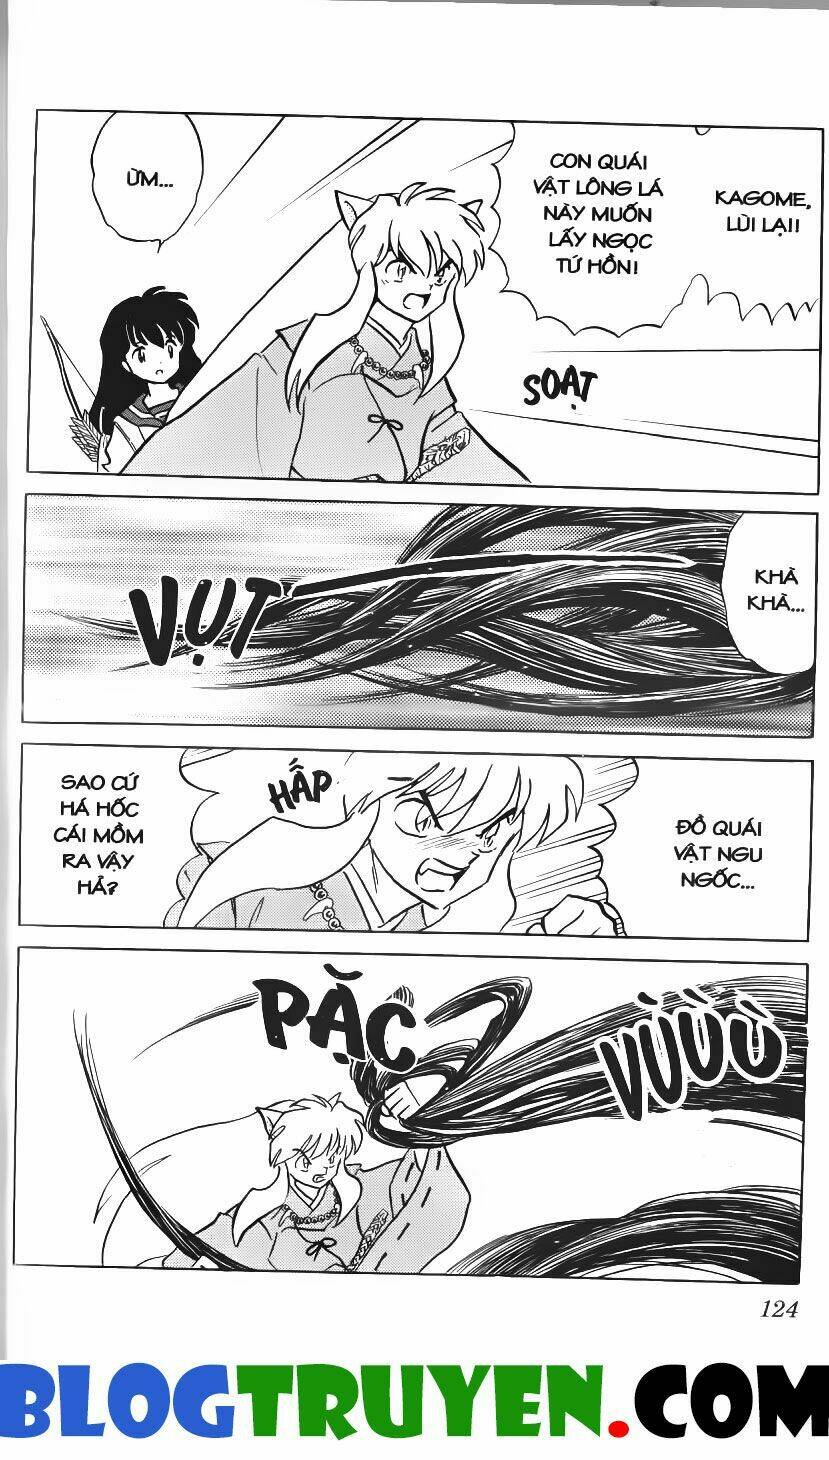 KAGOME,
LÙI LẠI!
CON QUÁI
VẬT LÔNG LÁ
NÀY MUỐN
LẤY NGỌC
TỨ HỒN!
ỪM...
SOẠT
KHÀ
KHÀ...
VỤT
ĐỒ QUÁI
VẬT NGU
NGỐC...
HẤP
SAO CỨ
HÁ HỐC
CÁI MỒM
RA VẬY
HẢ?
VÙÙÙ
PẶC
124
BLOGTRUYEN.COM